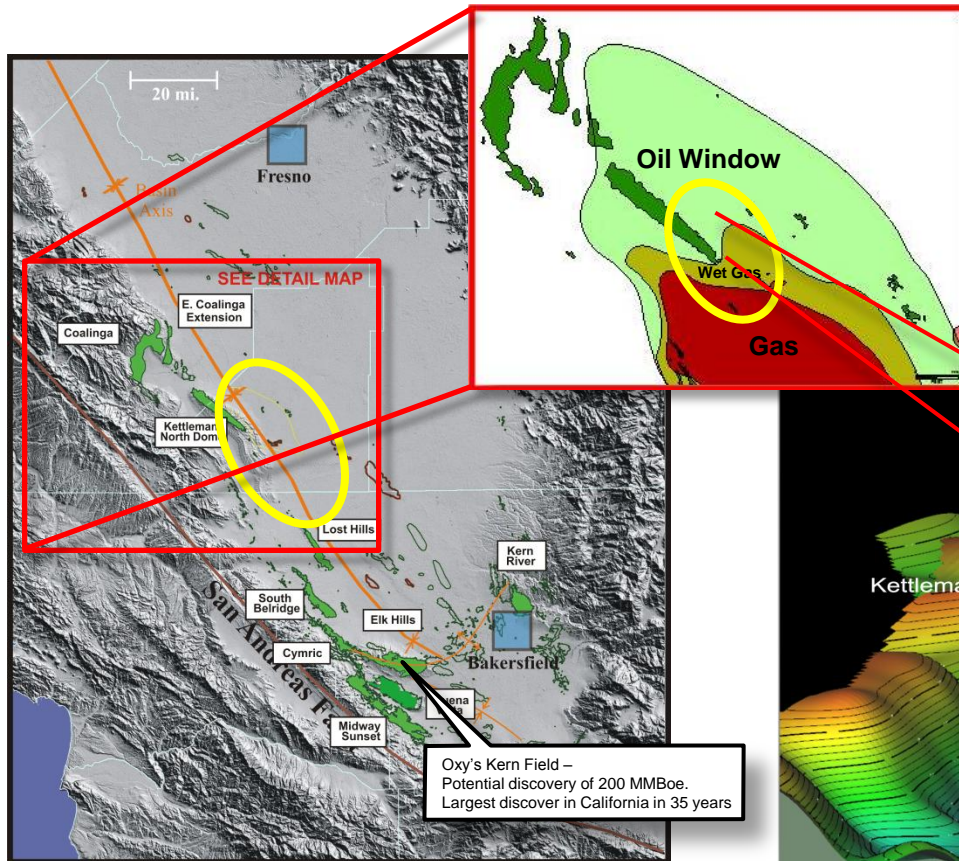 20 mi.
Fresno
Basin
Axis
SEE DETAIL MAP
E. Coalinga
Extension
Coalinga
Kettleman
North Dom
Lost Hills
Kern
River
South
Belridge
Elk Hills
Cymric
Bakersfield
San Andreas F
Midway
Sunset
Oxy's Kern Field –
Potential discovery of 200 MMBoe.
Largest discover in California in 35 years
Oil Window
Wet Gas
Gas
Kettlema